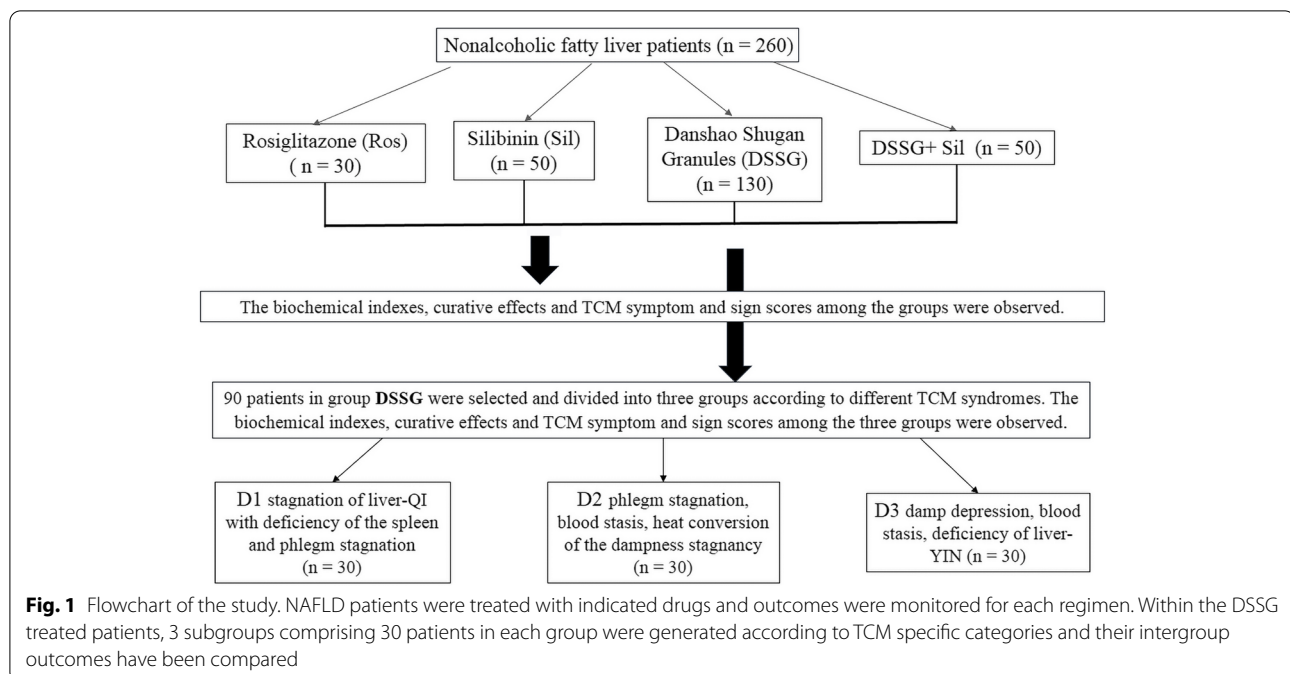 Nonalcoholic fatty liver patients (n = 260)
Rosiglitazone (Ros)
( n = 30)
Silibinin (Sil)
(n = 50)
Danshao Shugan
Granules (DSSG)
(n = 130)
DSSG+ Sil  (n = 50)
The biochemical indexes, curative effects and TCM symptom and sign scores among the groups were observed.
90 patients in group DSSG were selected and divided into three groups according to different TCM syndromes. The
biochemical indexes, curative effects and TCM symptom and sign scores among the three groups were observed.
D1 stagnation of liver-QI
with deficiency of the spleen
and phlegm stagnation
(n = 30)
D2 phlegm stagnation,
blood stasis, heat conversion
of the dampness stagnancy
(n = 30)
D3 damp depression, blood
stasis, deficiency of liver-
YIN (n = 30)
Fig. 1 Flowchart of the study. NAFLD patients were treated with indicated drugs and outcomes were monitored for each regimen. Within the DSSG
treated patients, 3 subgroups comprising 30 patients in each group were generated according to TCM specific categories and their intergroup
outcomes have been compared